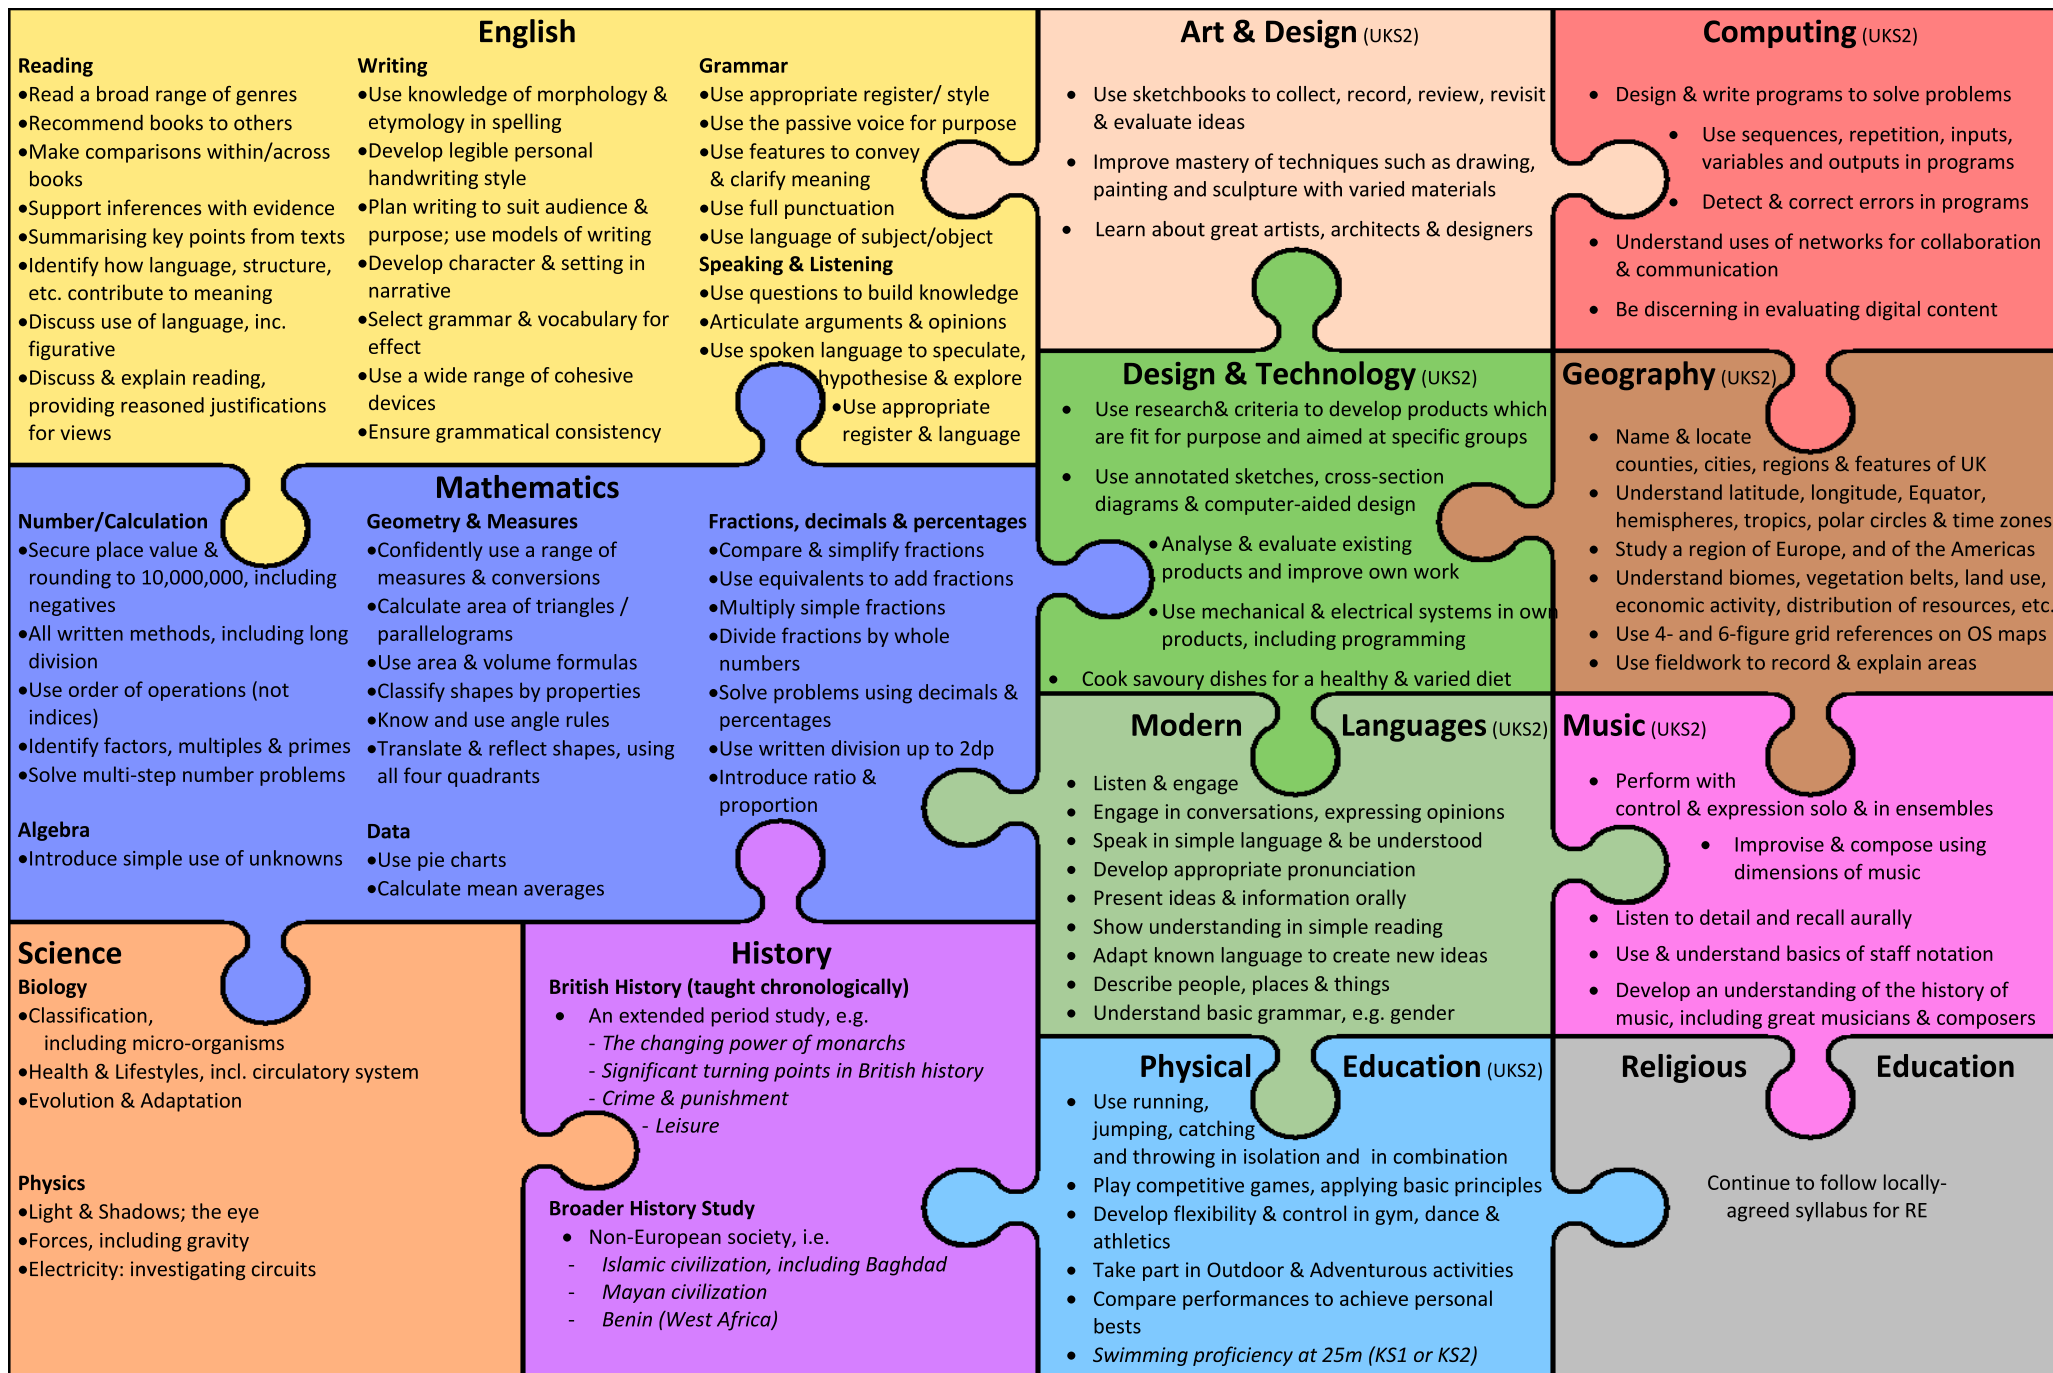 English
Reading
•Read a broad range of genres
•Recommend books to others
•Make comparisons within/across
books
•Support inferences with evidence
•Summarising key points from texts
•Identify how language, structure,
etc. contribute to meaning
•Discuss use of language, inc.
figurative
•Discuss & explain reading,
providing reasoned justifications
for views
Writing
•Use knowledge of morphology &
etymology in spelling
•Develop legible personal
handwriting style
•Plan writing to suit audience &
purpose; use models of writing
•Develop character & setting in
narrative
•Select grammar & vocabulary for
effect
•Use a wide range of cohesive
devices
•Ensure grammatical consistency
Grammar
•Use appropriate register/ style
•Use the passive voice for purpose
•Use features to convey
& clarify meaning
•Use full punctuation
•Use language of subject/object
Speaking & Listening
•Use questions to build knowledge
•Articulate arguments & opinions
•Use spoken language to speculate,
hypothesise & explore
•Use appropriate
register & language
Art & Design (UKS2)
• Use sketchbooks to collect, record, review, revisit
& evaluate ideas
• Improve mastery of techniques such as drawing,
painting and sculpture with varied materials
• Learn about great artists, architects & designers
Computing (UKS2)
• Design & write programs to solve problems
• Use sequences, repetition, inputs,
variables and outputs in programs
• Detect & correct errors in programs
• Understand uses of networks for collaboration
& communication
• Be discerning in evaluating digital content
Design & Technology (UKS2)
• Use research& criteria to develop products which
are fit for purpose and aimed at specific groups
• Use annotated sketches, cross-section
diagrams & computer-aided design
•Analyse & evaluate existing
products and improve own work
•Use mechanical & electrical systems in own
products, including programming
• Cook savoury dishes for a healthy & varied diet
Geography (UKS2)
• Name & locate
counties, cities, regions & features of UK
• Understand latitude, longitude, Equator,
hemispheres, tropics, polar circles & time zones
• Study a region of Europe, and of the Americas
• Understand biomes, vegetation belts, land use,
economic activity, distribution of resources, etc.
• Use 4- and 6-figure grid references on OS maps
• Use fieldwork to record & explain areas
Mathematics
Number/Calculation
•Secure place value &
rounding to 10,000,000, including
negatives
•All written methods, including long
division
•Use order of operations (not
indices)
•Identify factors, multiples & primes
•Solve multi-step number problems
Algebra
•Introduce simple use of unknowns
Geometry & Measures
•Confidently use a range of
measures & conversions
•Calculate area of triangles /
parallelograms
•Use area & volume formulas
•Classify shapes by properties
•Know and use angle rules
•Translate & reflect shapes, using
all four quadrants
Data
•Use pie charts
•Calculate mean averages
Fractions, decimals & percentages
•Compare & simplify fractions
•Use equivalents to add fractions
•Multiply simple fractions
•Divide fractions by whole
numbers
•Solve problems using decimals &
percentages
•Use written division up to 2dp
•Introduce ratio &
proportion
Modern Languages (UKS2)
• Listen & engage
• Engage in conversations, expressing opinions
• Speak in simple language & be understood
• Develop appropriate pronunciation
• Present ideas & information orally
• Show understanding in simple reading
• Adapt known language to create new ideas
• Describe people, places & things
• Understand basic grammar, e.g. gender
Music (UKS2)
• Perform with
control & expression solo & in ensembles
• Improvise & compose using
dimensions of music
• Listen to detail and recall aurally
• Use & understand basics of staff notation
• Develop an understanding of the history of
music, including great musicians & composers
Science
Biology
•Classification,
including micro-organisms
•Health & Lifestyles, incl. circulatory system
•Evolution & Adaptation
Physics
•Light & Shadows; the eye
•Forces, including gravity
•Electricity: investigating circuits
History
British History (taught chronologically)
• An extended period study, e.g.
- The changing power of monarchs
- Significant turning points in British history
- Crime & punishment
- Leisure
Broader History Study
• Non-European society, i.e.
- Islamic civilization, including Baghdad
- Mayan civilization
- Benin (West Africa)
Physical Education (UKS2)
• Use running,
jumping, catching
and throwing in isolation and in combination
• Play competitive games, applying basic principles
• Develop flexibility & control in gym, dance &
athletics
• Take part in Outdoor & Adventurous activities
• Compare performances to achieve personal
bests
• Swimming proficiency at 25m (KS1 or KS2)
Religious Education
Continue to follow locally-
agreed syllabus for RE